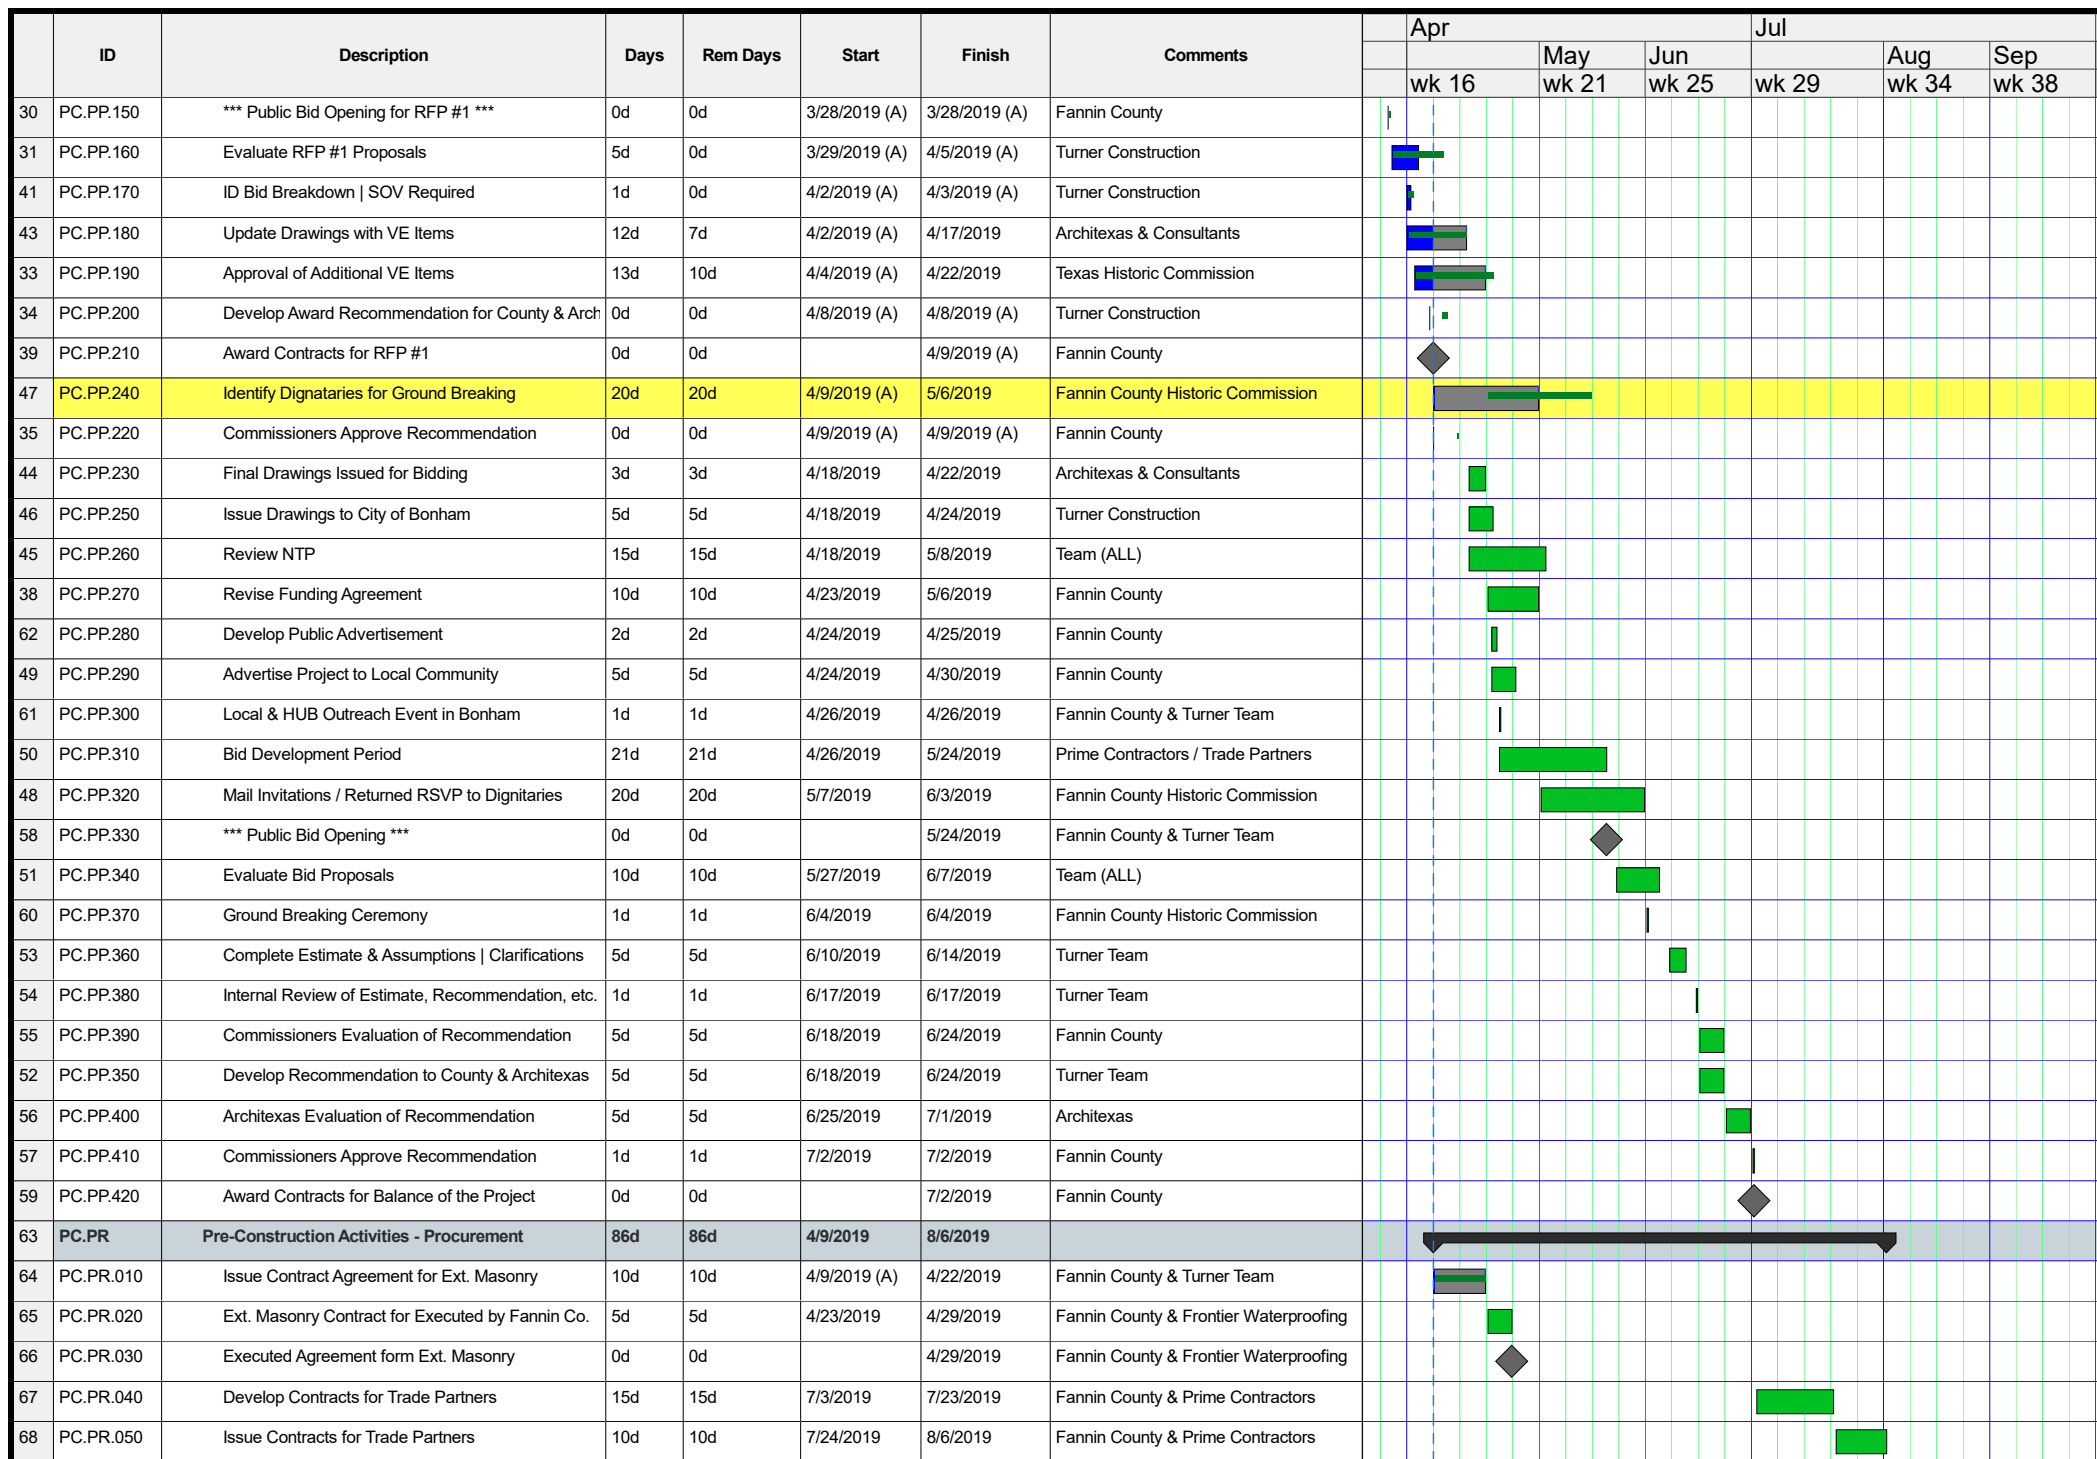 ID Description Days Rem Days Start Finish Comments
Apr Jul
May Jun Aug Sep
wk 16 wk 21 wk 25 wk 29 wk 34 wk 38
30 PC.PP.150 *** Public Bid Opening for RFP #1 *** 0d 0d 3/28/2019 (A) 3/28/2019 (A) Fannin County
31 PC.PP.160 Evaluate RFP #1 Proposals 5d 0d 3/29/2019 (A) 4/5/2019 (A) Turner Construction
41 PC.PP.170 ID Bid Breakdown | SOV Required 1d 0d 4/2/2019 (A) 4/3/2019 (A) Turner Construction
43 PC.PP.180 Update Drawings with VE Items 12d 7d 4/2/2019 (A) 4/17/2019 Architexas & Consultants
33 PC.PP.190 Approval of Additional VE Items 13d 10d 4/4/2019 (A) 4/22/2019 Texas Historic Commission
34 PC.PP.200 Develop Award Recommendation for County & Arch 0d 0d 4/8/2019 (A) 4/8/2019 (A) Turner Construction
39 PC.PP.210 Award Contracts for RFP #1 0d 0d 4/9/2019 (A) Fannin County
47 PC.PP.240 Identify Dignataries for Ground Breaking 20d 20d 4/9/2019 (A) 5/6/2019 Fannin County Historic Commission
35 PC.PP.220 Commissioners Approve Recommendation 0d 0d 4/9/2019 (A) 4/9/2019 (A) Fannin County
44 PC.PP.230 Final Drawings Issued for Bidding 3d 3d 4/18/2019 4/22/2019 Architexas & Consultants
46 PC.PP.250 Issue Drawings to City of Bonham 5d 5d 4/18/2019 4/24/2019 Turner Construction
45 PC.PP.260 Review NTP 15d 15d 4/18/2019 5/8/2019 Team (ALL)
38 PC.PP.270 Revise Funding Agreement 10d 10d 4/23/2019 5/6/2019 Fannin County
62 PC.PP.280 Develop Public Advertisement 2d 2d 4/24/2019 4/25/2019 Fannin County
49 PC.PP.290 Advertise Project to Local Community 5d 5d 4/24/2019 4/30/2019 Fannin County
61 PC.PP.300 Local & HUB Outreach Event in Bonham 1d 1d 4/26/2019 4/26/2019 Fannin County & Turner Team
50 PC.PP.310 Bid Development Period 21d 21d 4/26/2019 5/24/2019 Prime Contractors / Trade Partners
48 PC.PP.320 Mail Invitations / Returned RSVP to Dignitaries 20d 20d 5/7/2019 6/3/2019 Fannin County Historic Commission
58 PC.PP.330 *** Public Bid Opening *** 0d 0d 5/24/2019 Fannin County & Turner Team
51 PC.PP.340 Evaluate Bid Proposals 10d 10d 5/27/2019 6/7/2019 Team (ALL)
60 PC.PP.370 Ground Breaking Ceremony 1d 1d 6/4/2019 6/4/2019 Fannin County Historic Commission
53 PC.PP.360 Complete Estimate & Assumptions | Clarifications 5d 5d 6/10/2019 6/14/2019 Turner Team
54 PC.PP.380 Internal Review of Estimate, Recommendation, etc. 1d 1d 6/17/2019 6/17/2019 Turner Team
55 PC.PP.390 Commissioners Evaluation of Recommendation 5d 5d 6/18/2019 6/24/2019 Fannin County
52 PC.PP.350 Develop Recommendation to County & Architexas 5d 5d 6/18/2019 6/24/2019 Turner Team
56 PC.PP.400 Architexas Evaluation of Recommendation 5d 5d 6/25/2019 7/1/2019 Architexas
57 PC.PP.410 Commissioners Approve Recommendation 1d 1d 7/2/2019 7/2/2019 Fannin County
59 PC.PP.420 Award Contracts for Balance of the Project 0d 0d 7/2/2019 Fannin County
63 PC.PR Pre-Construction Activities - Procurement 86d 86d 4/9/2019 8/6/2019
64 PC.PR.010 Issue Contract Agreement for Ext. Masonry 10d 10d 4/9/2019 (A) 4/22/2019 Fannin County & Turner Team
65 PC.PR.020 Ext. Masonry Contract for Executed by Fannin Co. 5d 5d 4/23/2019 4/29/2019 Fannin County & Frontier Waterproofing
66 PC.PR.030 Executed Agreement form Ext. Masonry 0d 0d 4/29/2019 Fannin County & Frontier Waterproofing
67 PC.PR.040 Develop Contracts for Trade Partners 15d 15d 7/3/2019 7/23/2019 Fannin County & Prime Contractors
68 PC.PR.050 Issue Contracts for Trade Partners 10d 10d 7/24/2019 8/6/2019 Fannin County & Prime Contractors